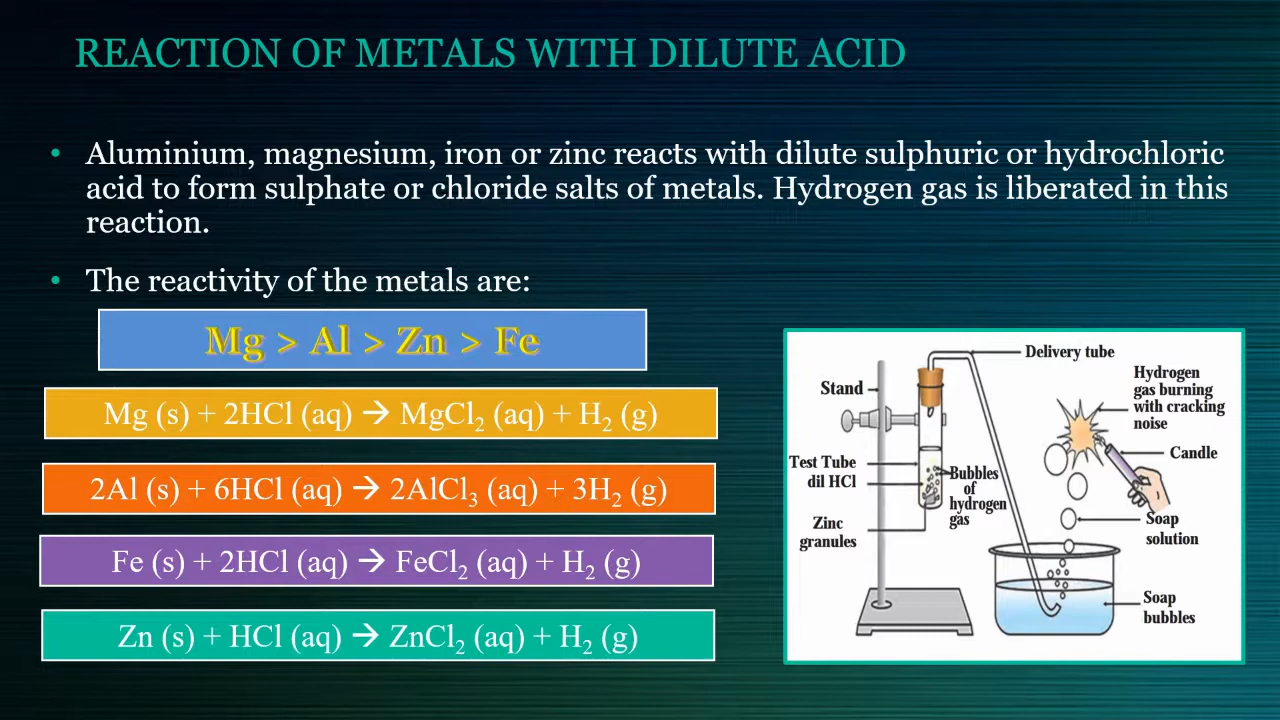 REACTION OF METALS WITH DILUTE ACID
• Aluminium, magnesium, iron or zinc reacts with dilute sulphuric or hydrochloric
acid to form sulphate or chloride salts of metals. Hydrogen gas is liberated in this
reaction.
• The reactivity of the metals are:
Mg > Al > Zn > Fe
Mg (s) + 2HCl (aq) → MgCl₂ (aq) + H₂ (g)
2Al (s) + 6HCl (aq) → 2AlCl₃ (aq) + 3H₂ (g)
Fe (s) + 2HCl (aq) → FeCl₂ (aq) + H₂ (g)
Zn (s) + HCl (aq) → ZnCl₂ (aq) + H₂ (g)
Delivery tube
Stand
Hydrogen
gas burning
with cracking
noise
Candle
Test Tube
dil HCl
Bubbles
of
hydrogen
gas
Zinc
granules
Soap
solution
Soap
bubbles